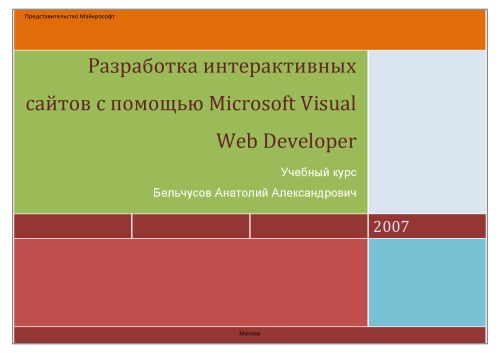 Представительство Майкрософт
Разработка интерактивных
сайтов с помощью Microsoft Visual
Web Developer
Учебный курс
Бельчусов Анатолий Александрович
2007
Москва